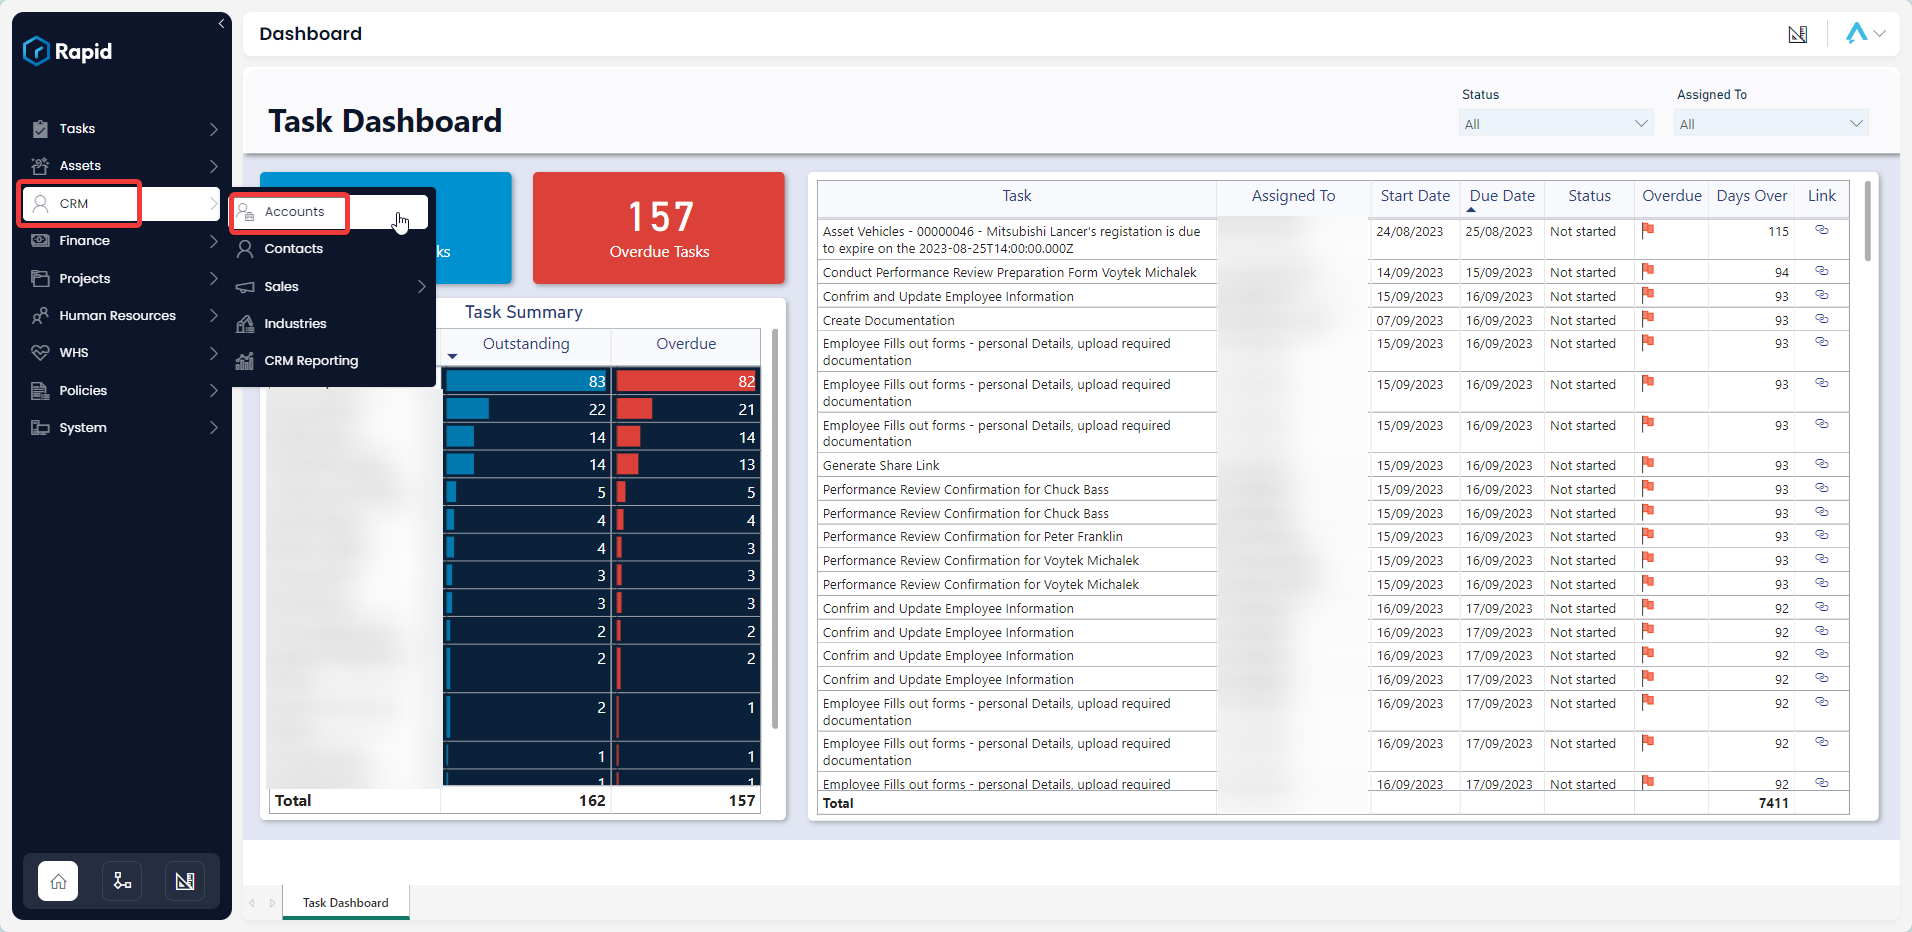 Rapid
Tasks
Assets
CRM
Finance
Projects
Human Resources
WHS
Policies
System
Accounts
Contacts
Sales
Industries
CRM Reporting
Dashboard
Task Dashboard
Status
All
Assigned To
All
ks
157
Overdue Tasks
Task Summary
Outstanding Overdue
83 82
22 21
14 14
14 13
5 5
4 4
4 3
3 3
3 3
2 2
2 2
2 1
1 1
1 1
Total 162 157
Task Assigned To Start Date Due Date Status Overdue Days Over Link
Asset Vehicles - 00000046 - Mitsubishi Lancer's registation is due 24/08/2023 25/08/2023 Not started 115
to expire on the 2023-08-25T14:00:00.000Z
Conduct Performance Review Preparation Form Voytek Michalek 14/09/2023 15/09/2023 Not started 94
Confrim and Update Employee Information 15/09/2023 16/09/2023 Not started 93
Create Documentation 07/09/2023 16/09/2023 Not started 93
Employee Fills out forms - personal Details, upload required 15/09/2023 16/09/2023 Not started 93
documentation
Employee Fills out forms - personal Details, upload required 15/09/2023 16/09/2023 Not started 93
documentation
Employee Fills out forms - personal Details, upload required 15/09/2023 16/09/2023 Not started 93
documentation
Generate Share Link 15/09/2023 16/09/2023 Not started 93
Performance Review Confirmation for Chuck Bass 15/09/2023 16/09/2023 Not started 93
Performance Review Confirmation for Chuck Bass 15/09/2023 16/09/2023 Not started 93
Performance Review Confirmation for Peter Franklin 15/09/2023 16/09/2023 Not started 93
Performance Review Confirmation for Voytek Michalek 15/09/2023 16/09/2023 Not started 93
Performance Review Confirmation for Voytek Michalek 15/09/2023 16/09/2023 Not started 93
Confrim and Update Employee Information 16/09/2023 17/09/2023 Not started 92
Confrim and Update Employee Information 16/09/2023 17/09/2023 Not started 92
Confrim and Update Employee Information 16/09/2023 17/09/2023 Not started 92
Confrim and Update Employee Information 16/09/2023 17/09/2023 Not started 92
Employee Fills out forms - personal Details, upload required 16/09/2023 17/09/2023 Not started 92
documentation
Employee Fills out forms - personal Details, upload required 16/09/2023 17/09/2023 Not started 92
documentation
Employee Fills out forms - personal Details, upload required 16/09/2023 17/09/2023 Not started 92
Total 7411
Task Dashboard